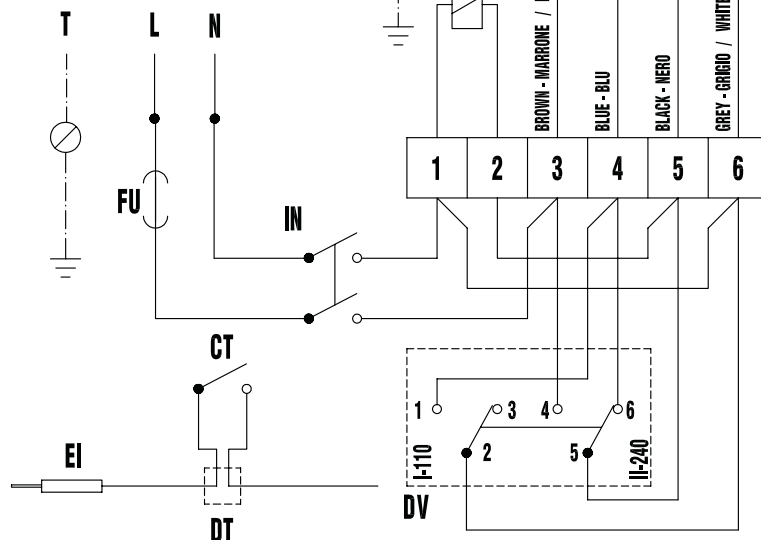 T
L
N
BROWN - MARRONE /
BLUE - BLU
BLACK - NERO
GREY - GRIGIO / WHITE
1 2 3 4 5 6
FU
IN
CT
1 3 4 6
2 5
I-110
II-240
EI
DV
DT